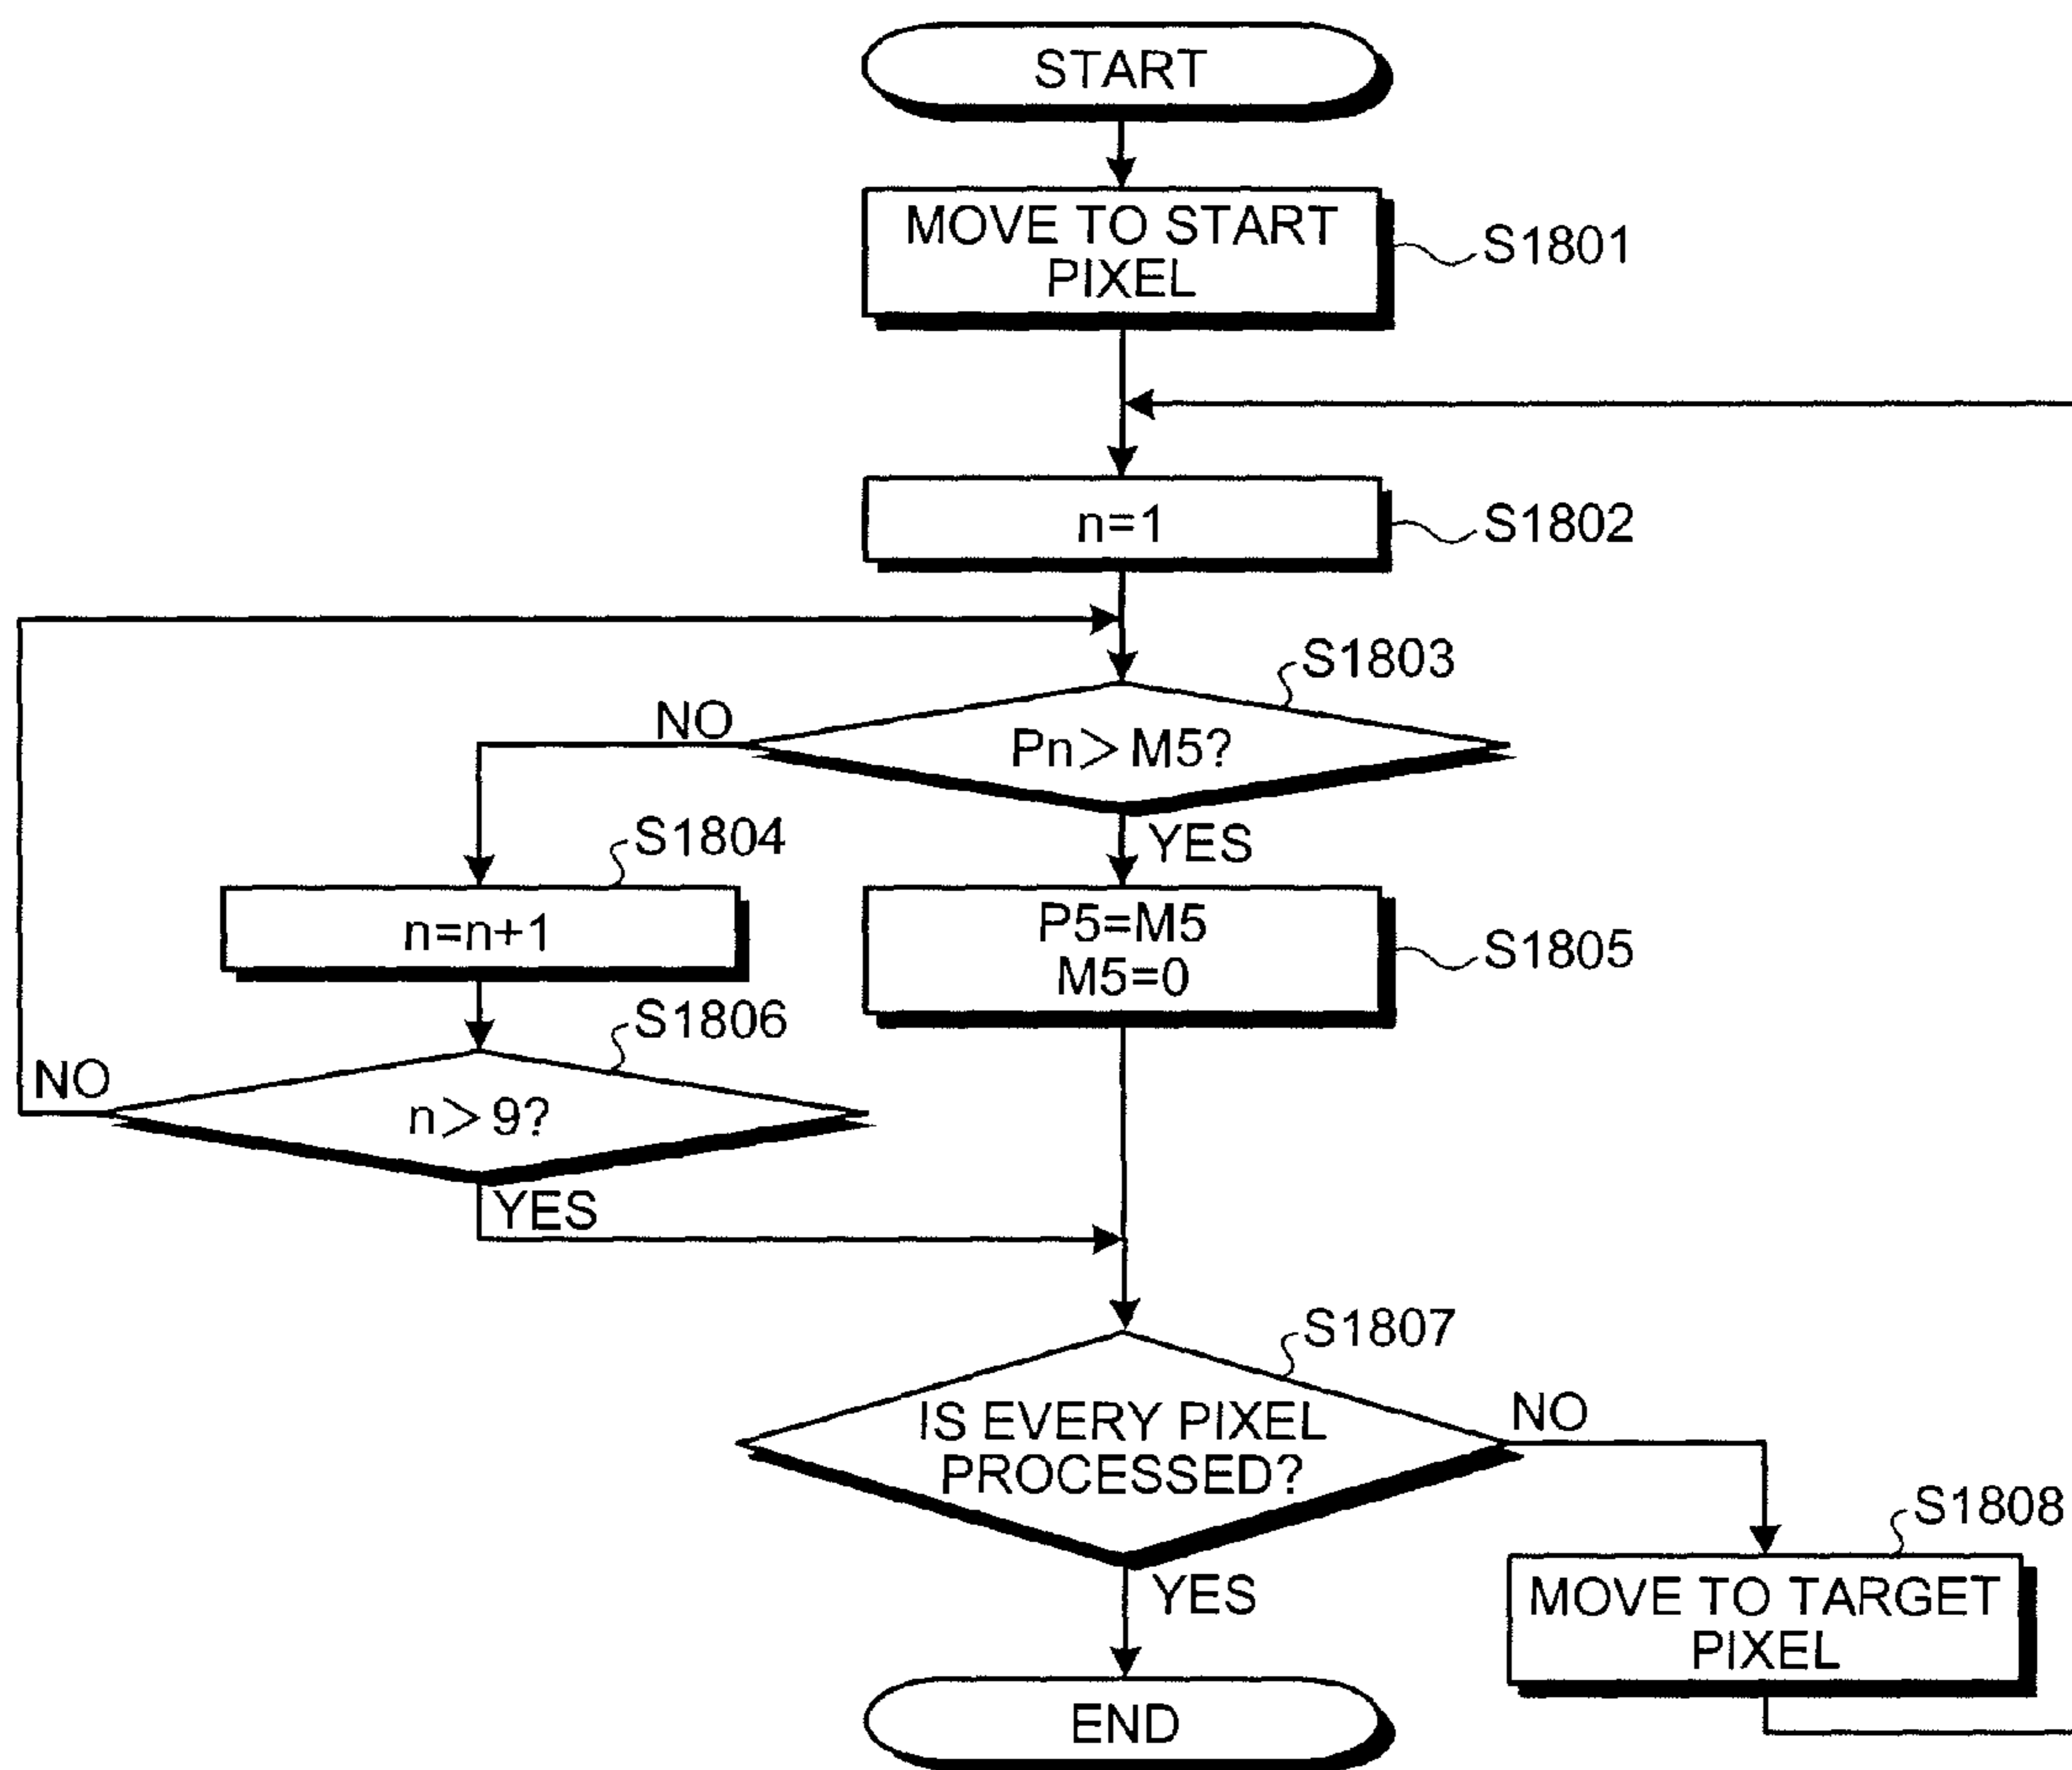 START
MOVE TO START
PIXEL
S1801
n=1
S1802
S1803
NO
Pn>M5?
YES
S1804
n=n+1
P5=M5
M5=0
S1805
S1806
NO
n>9?
YES
S1807
IS EVERY PIXEL
PROCESSED?
NO
YES
S1808
MOVE TO TARGET
PIXEL
END